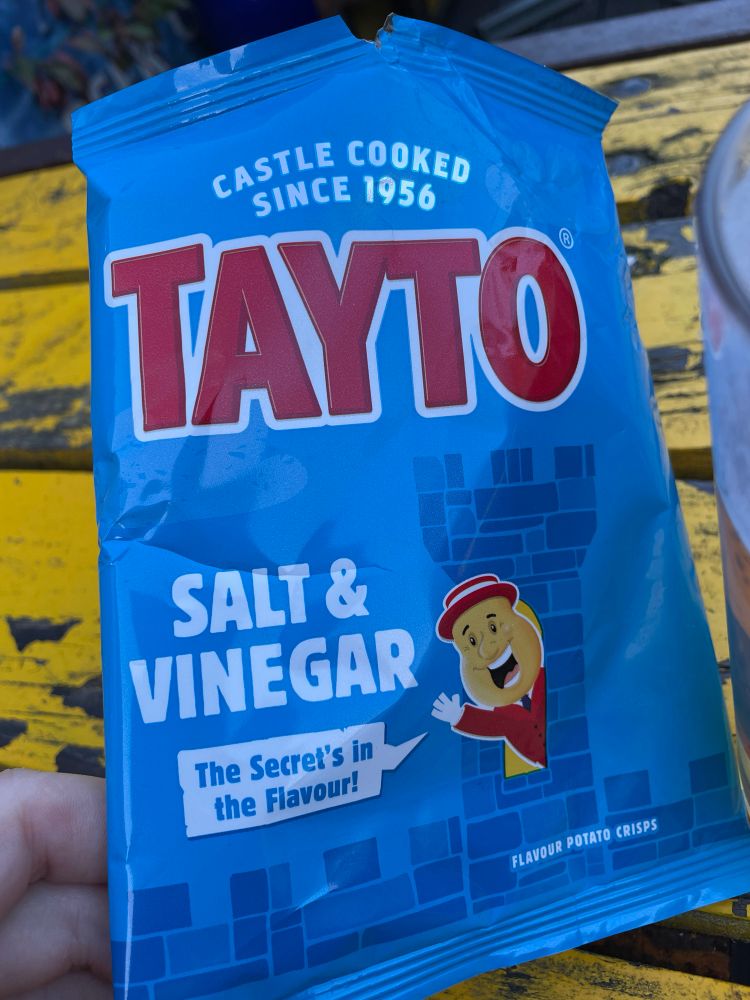 CASTLE COOKED
SINCE 1956
TAYTO®
SALT &
VINEGAR
The Secret's in
the Flavour!
FLAVOUR POTATO CRISPS